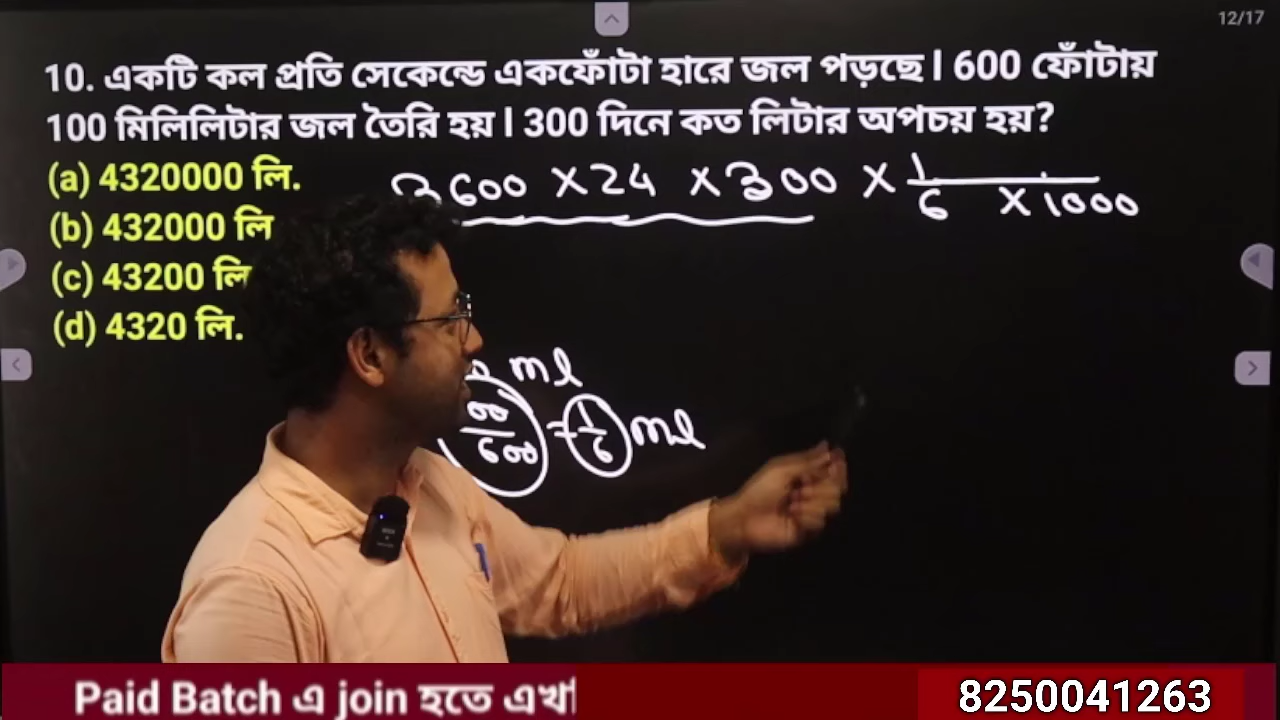 12/17
10. একটি কল প্রতি সেকেন্ডে একফোঁটা হারে জল পড়ছে। 600 ফোঁটায়
100 মিলিলিটার জল তৈরি হয়। 300 দিনে কত লিটার অপচয় হয়?
(a) 4320000 লি.
3600 × 24 × 300 × 1/6 × 1000
(b) 432000 লি
(c) 43200 লি
(d) 4320 লি.
ml
00/600 = 1/6 ml
Paid Batch এ join হতে এখা
8250041263